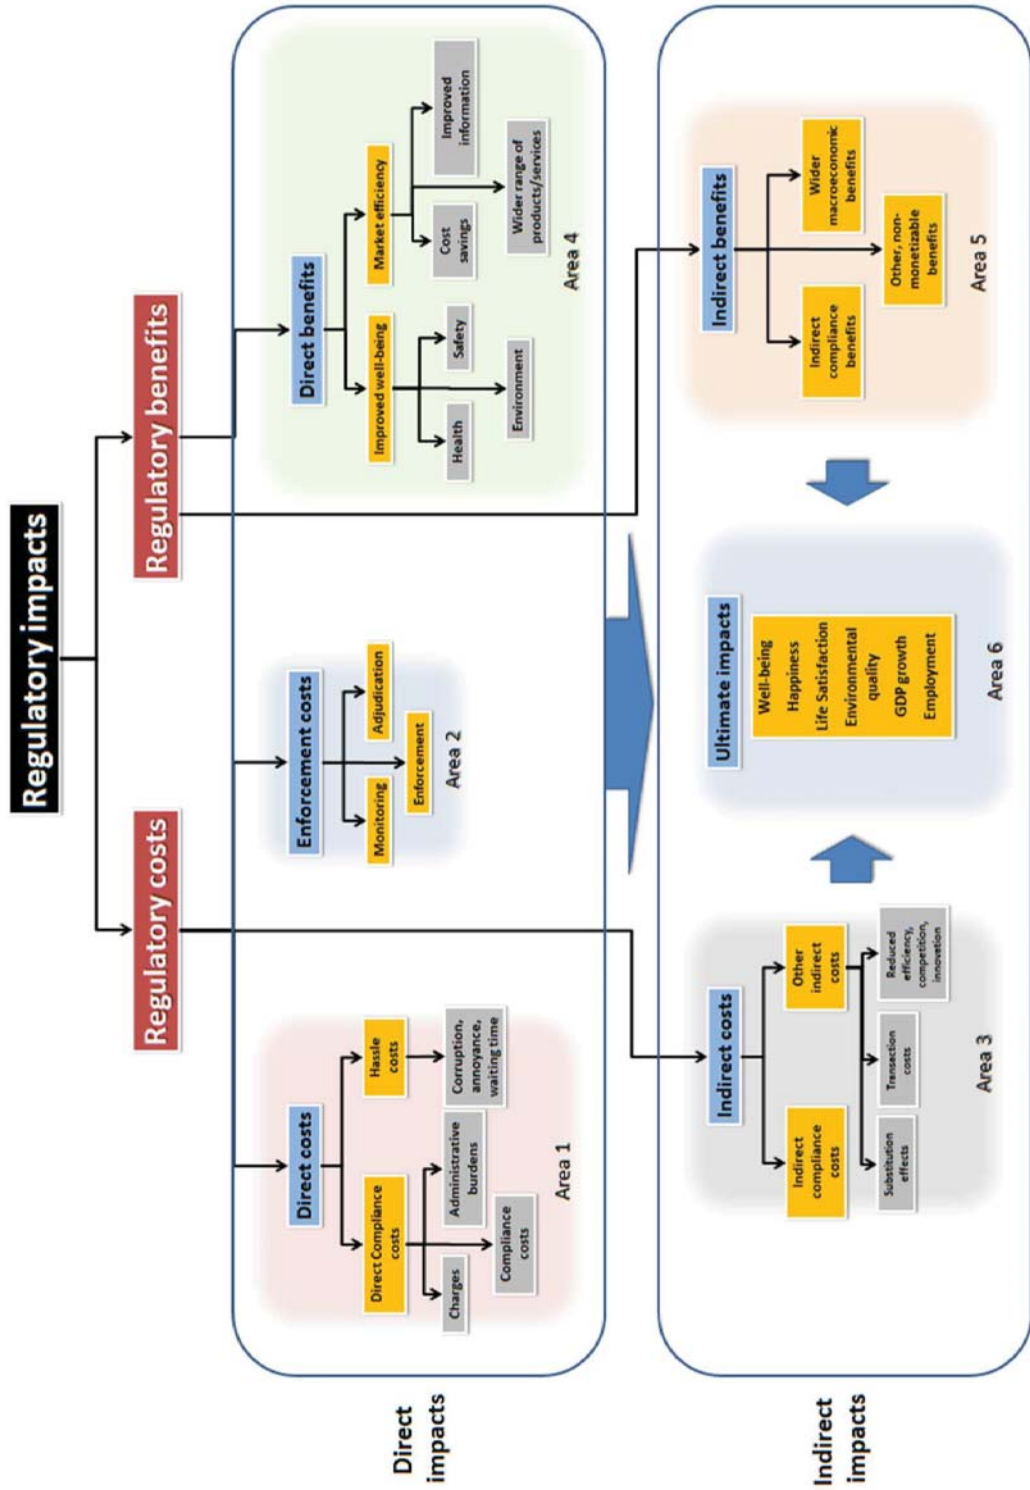 Regulatory impacts
Regulatory costs
Regulatory benefits
Direct
impacts
Direct costs
Direct Compliance
costs
Hassle
costs
Charges
Administrative
burdens
Compliance
costs
Corruption,
annoyance,
waiting time
Area 1
Enforcement costs
Monitoring
Adjudication
Enforcement
Area 2
Direct benefits
Improved well-being
Market efficiency
Health
Safety
Environment
Cost
savings
Improved
information
Wider range of
products/services
Area 4
Indirect
impacts
Indirect costs
Indirect
compliance
costs
Other
indirect
costs
Substitution
effects
Transaction
costs
Reduced
efficiency,
competition,
innovation
Area 3
Ultimate impacts
Well-being
Happiness
Life Satisfaction
Environmental
quality
GDP growth
Employment
Area 6
Indirect benefits
Indirect
compliance
benefits
Wider
macroeconomic
benefits
Other, non-
monetizable
benefits
Area 5